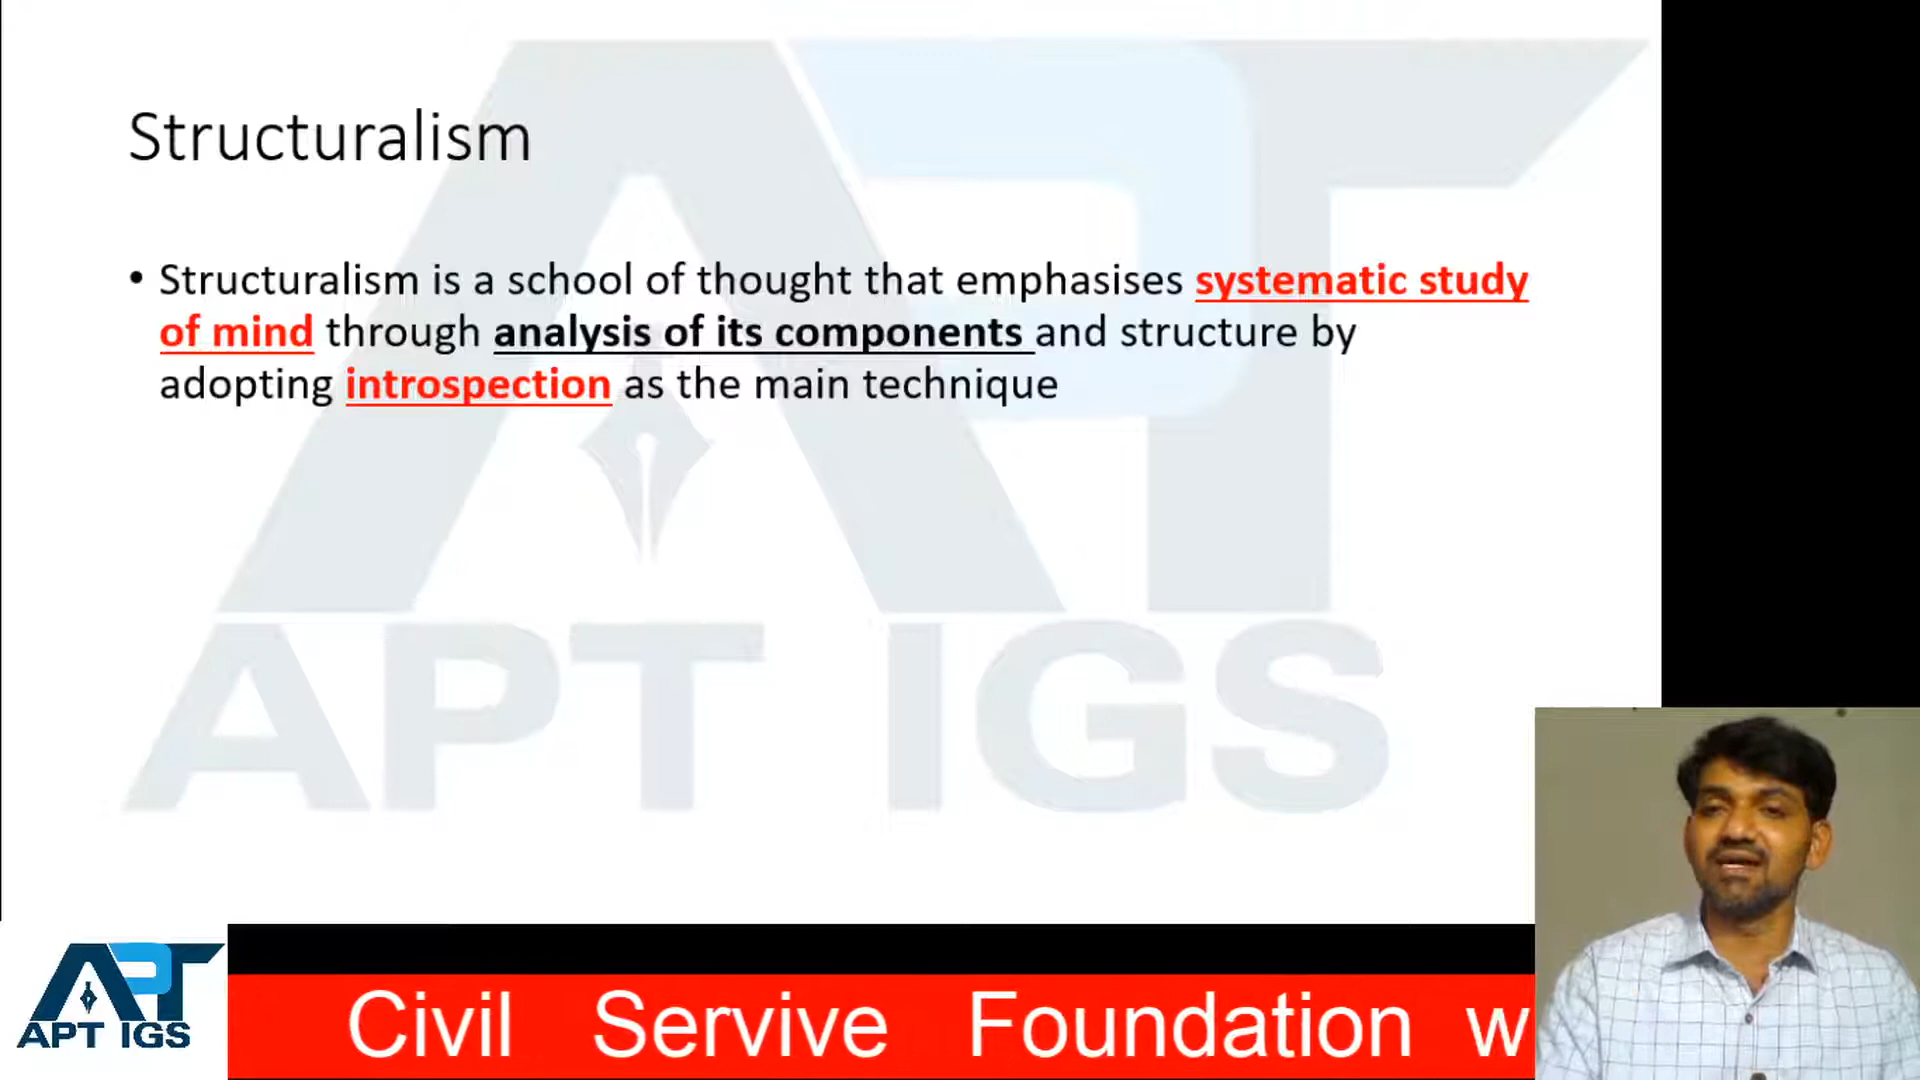 Structuralism
• Structuralism is a school of thought that emphasises systematic study
of mind through analysis of its components and structure by
adopting introspection as the main technique
APT IGS
APT IGS
Civil Servive Foundation w